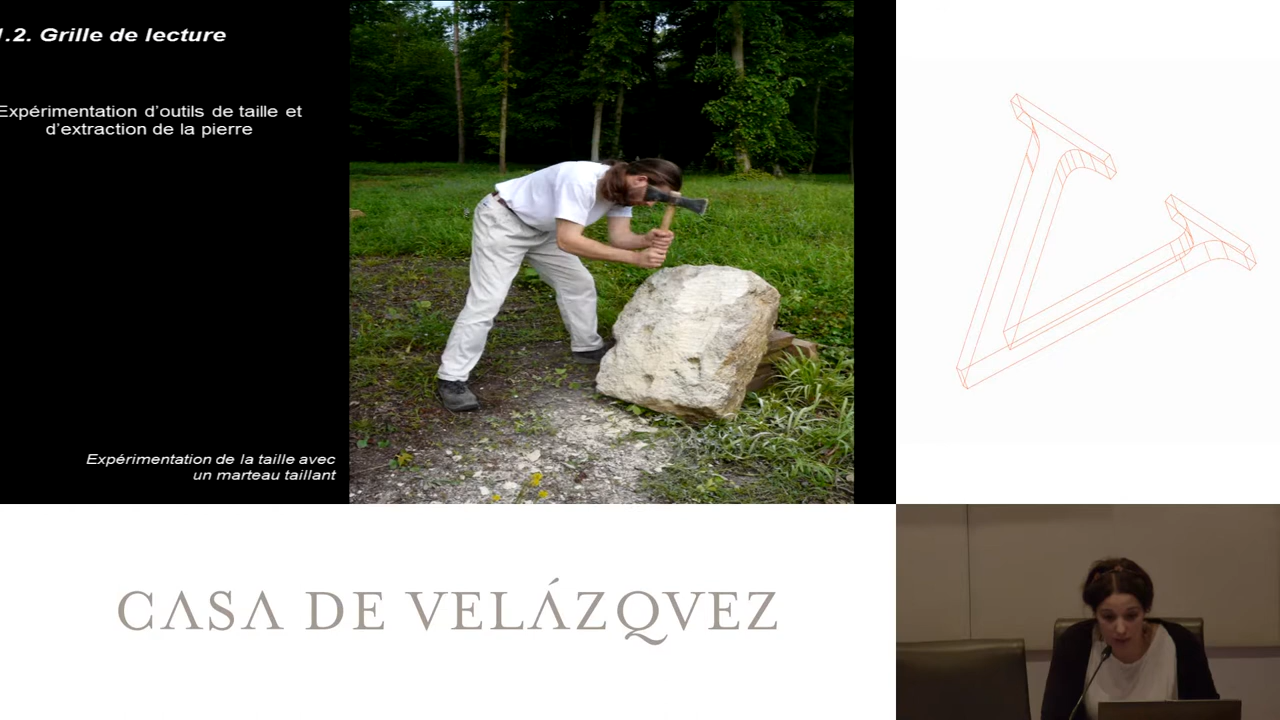 1.2. Grille de lecture
Expérimentation d'outils de taille et
d'extraction de la pierre
Expérimentation de la taille avec
un marteau taillant
CASA DE VELÁZQVEZ